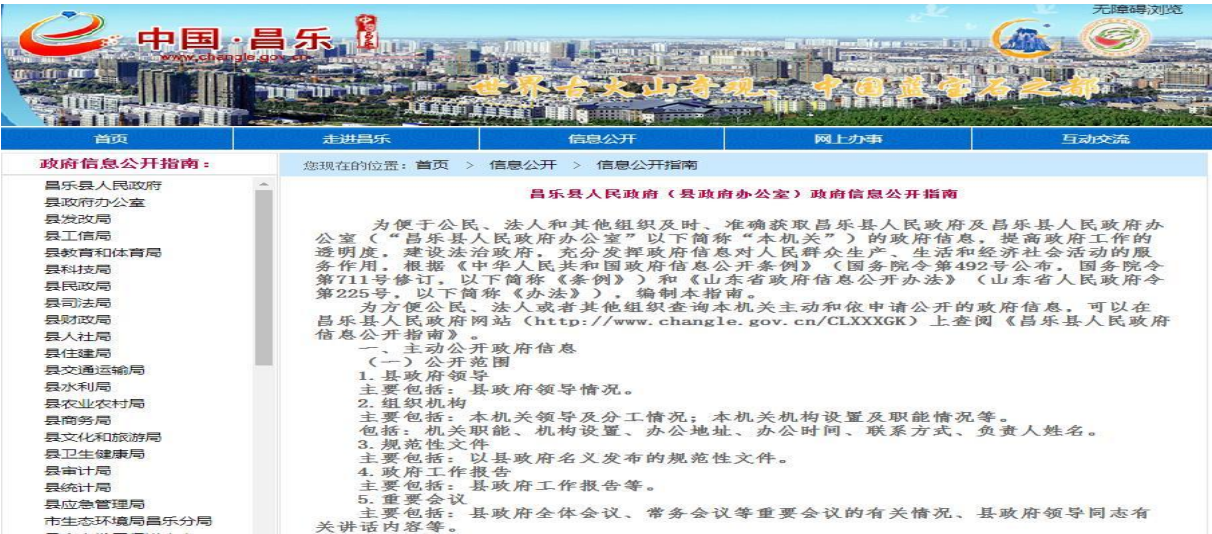 无障碍浏览
中国·昌乐
中国昌乐
www.changle.gov.cn
世界古火山奇观、中国蓝宝石之都
首页 走进昌乐 信息公开 网上办事 互动交流
政府信息公开指南：
昌乐县人民政府
县政府办公室
县发改局
县工信局
县教育和体育局
县科技局
县民政局
县司法局
县财政局
县人社局
县住建局
县交通运输局
县水利局
县农业农村局
县商务局
县文化和旅游局
县卫生健康局
县审计局
县统计局
县应急管理局
市生态环境局昌乐分局
您现在的位置：首页 > 信息公开 > 信息公开指南
昌乐县人民政府（县政府办公室）政府信息公开指南
为便于公民、法人和其他组织及时、准确获取昌乐县人民政府及昌乐县人民政府办
公室（“昌乐县人民政府办公室”以下简称“本机关”）的政府信息，提高政府工作的
透明度，建设法治政府，充分发挥政府信息对人民群众生产、生活和经济社会活动的服
务作用，根据《中华人民共和国政府信息公开条例》（国务院令第492号公布，国务院令
第711号修订，以下简称《条例》）和《山东省政府信息公开办法》（山东省人民政府令
第225号，以下简称《办法》），编制本指南。
为方便公民、法人或者其他组织查询本机关主动和依申请公开的政府信息，可以在
昌乐县人民政府网站（http://www.changle.gov.cn/CLXXXGK）上查阅《昌乐县人民政府
信息公开指南》。
一、主动公开政府信息
（一）公开范围
1.县政府领导
主要包括：县政府领导情况。
2.组织机构
主要包括：本机关领导及分工情况；本机关机构设置及职能情况等。
包括：机关职能、机构设置、办公地址、办公时间、联系方式、负责人姓名。
3.规范性文件
主要包括：以县政府名义发布的规范性文件。
4.政府工作报告
主要包括：县政府工作报告等。
5.重要会议
主要包括：县政府全体会议、常务会议等重要会议的有关情况、县政府领导同志有
关讲话内容等。